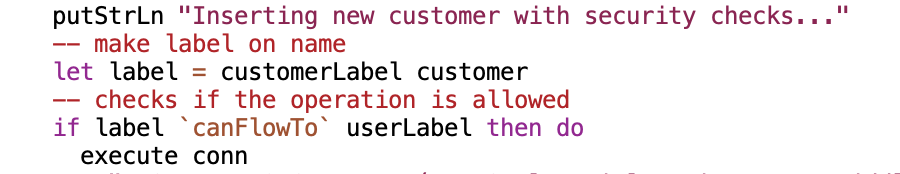 putStrLn "Inserting new customer with security checks..."
-- make label on name
let label = customerLabel customer
-- checks if the operation is allowed
if label `canFlowTo` userLabel then do
execute conn